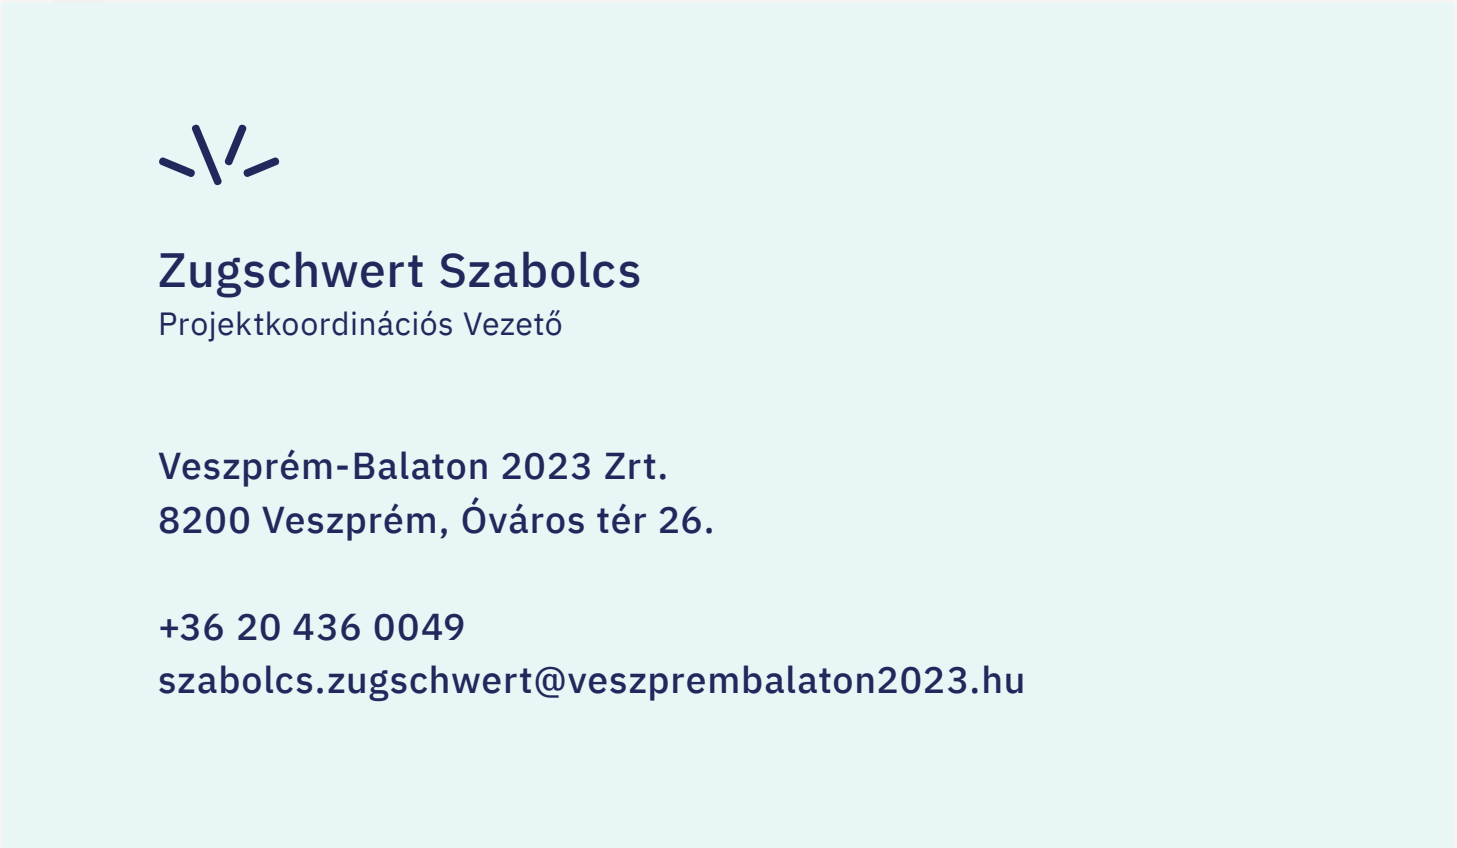 Zugschwert Szabolcs
Projektkoordinációs Vezető
Veszprém-Balaton 2023 Zrt.
8200 Veszprém, Óváros tér 26.
+36 20 436 0049
szabolcs.zugschwert@veszprembalaton2023.hu